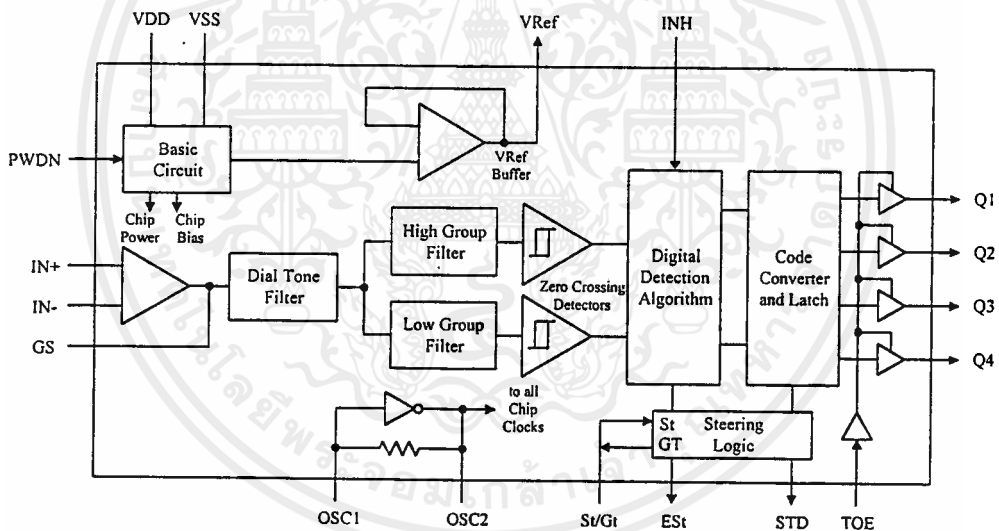 VDD VSS VRef INH
PWDN
Basic
Circuit
VRef
Buffer
Chip
Power
Chip
Bias
IN+
IN-
GS
Dial Tone
Filter
High Group
Filter
Low Group
Filter
Zero Crossing
Detectors
Digital
Detection
Algorithm
Code
Converter
and Latch
Q1
Q2
Q3
Q4
to all
Chip
Clocks
St
GT
Steering
Logic
OSC1 OSC2 St/Gt ESt STD TOE